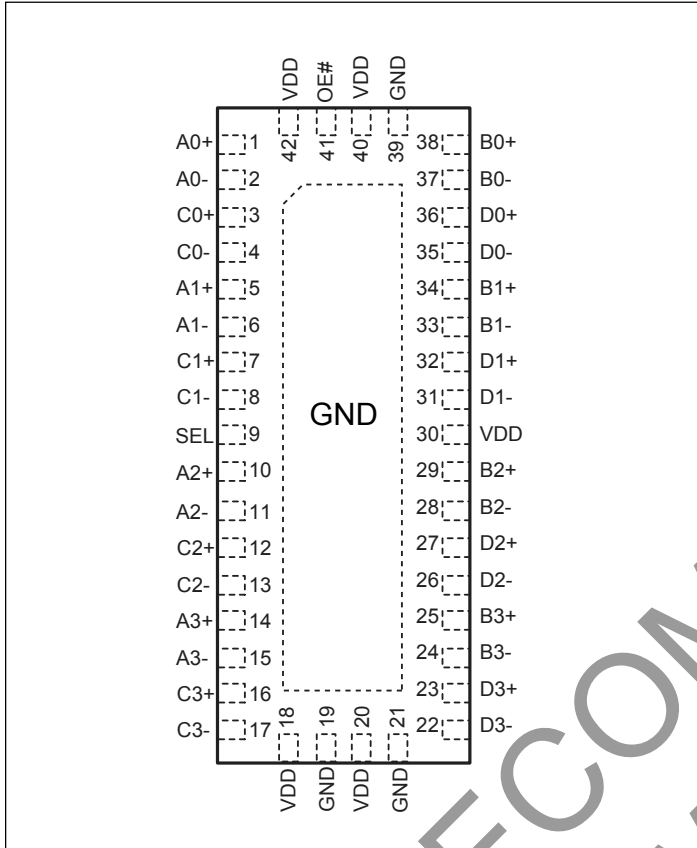 VDD OE# VDD GND
42 41 40 39
A0+ 1 38 B0+
A0- 2 37 B0-
C0+ 3 36 D0+
C0- 4 35 D0-
A1+ 5 34 B1+
A1- 6 33 B1-
C1+ 7 32 D1+
C1- 8 31 D1-
GND
SEL 9 30 VDD
A2+ 10 29 B2+
A2- 11 28 B2-
C2+ 12 27 D2+
C2- 13 26 D2-
A3+ 14 25 B3+
A3- 15 24 B3-
C3+ 16 23 D3+
C3- 17 22 D3-
18 19 20 21
VDD GND VDD GND